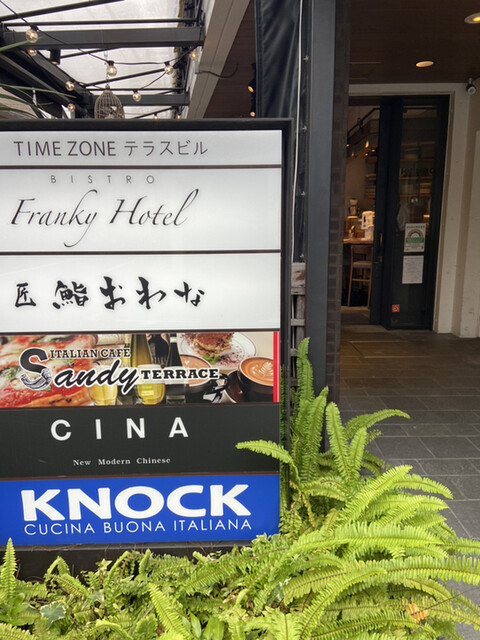 TIME ZONE テラスビル
BISTRO
Franky Hotel
匠 鮨 おわな
ITALIAN CAFÉ
Sandy TERRACE
CINA
New Modern Chinese
KNOCK
CUCINA BUONA ITALIANA